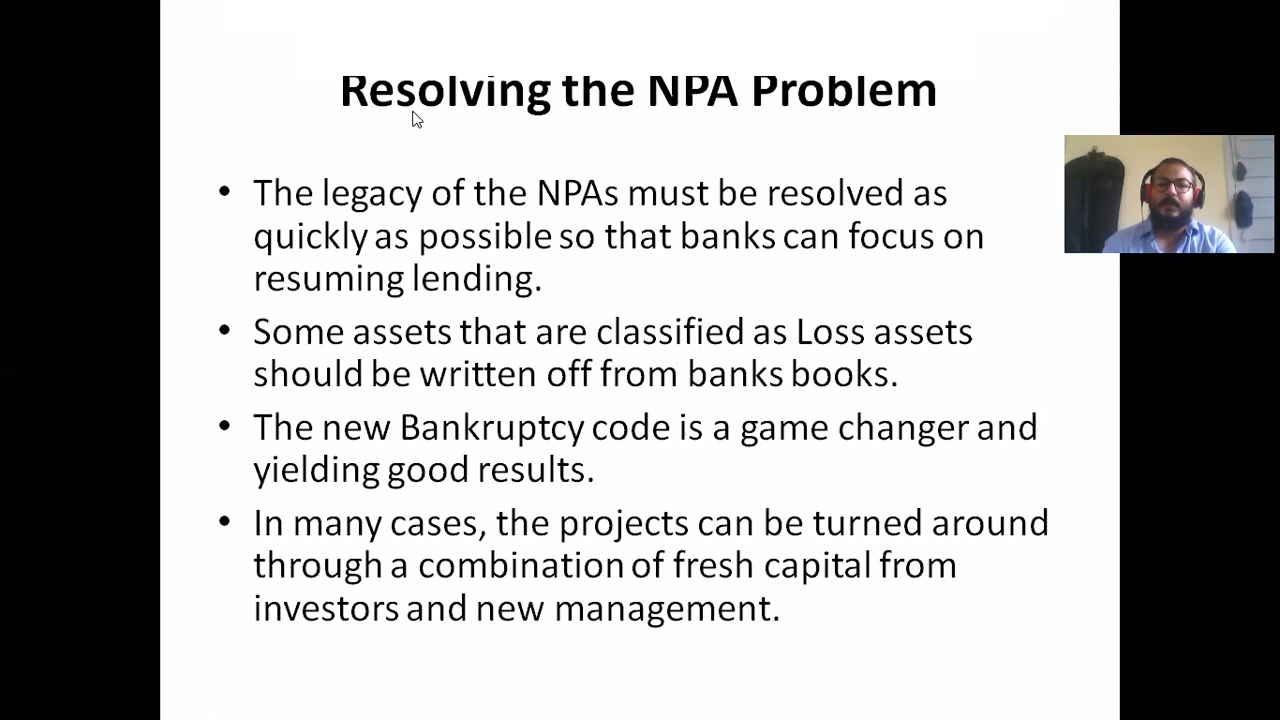 Resolving the NPA Problem
• The legacy of the NPAs must be resolved as
quickly as possible so that banks can focus on
resuming lending.
• Some assets that are classified as Loss assets
should be written off from banks books.
• The new Bankruptcy code is a game changer and
yielding good results.
• In many cases, the projects can be turned around
through a combination of fresh capital from
investors and new management.